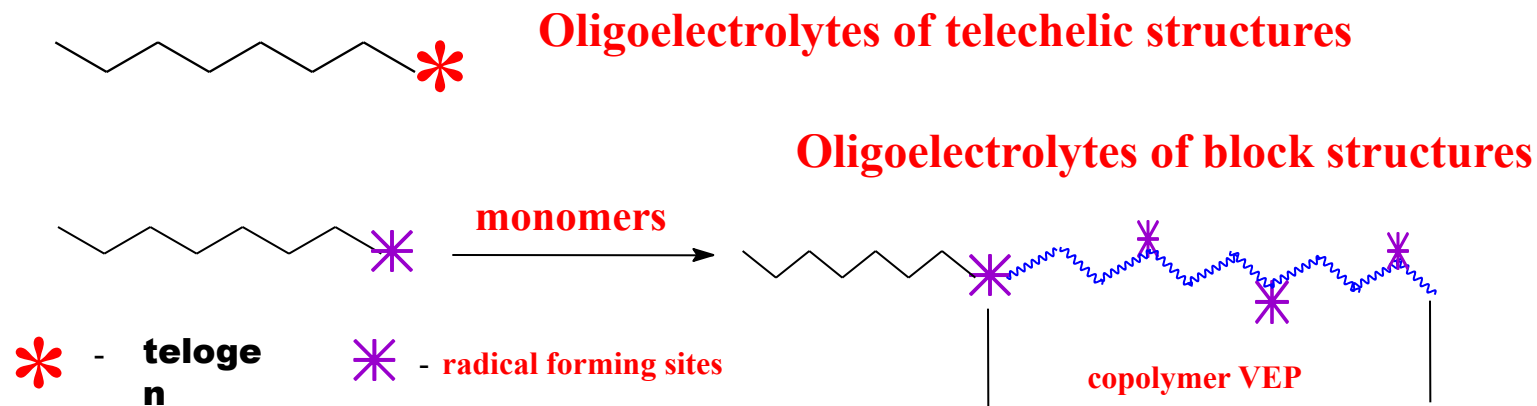 Oligoelectrolytes of telechelic structures
Oligoelectrolytes of block structures
monomers
- teloge
n
- radical forming sites
copolymer VEP